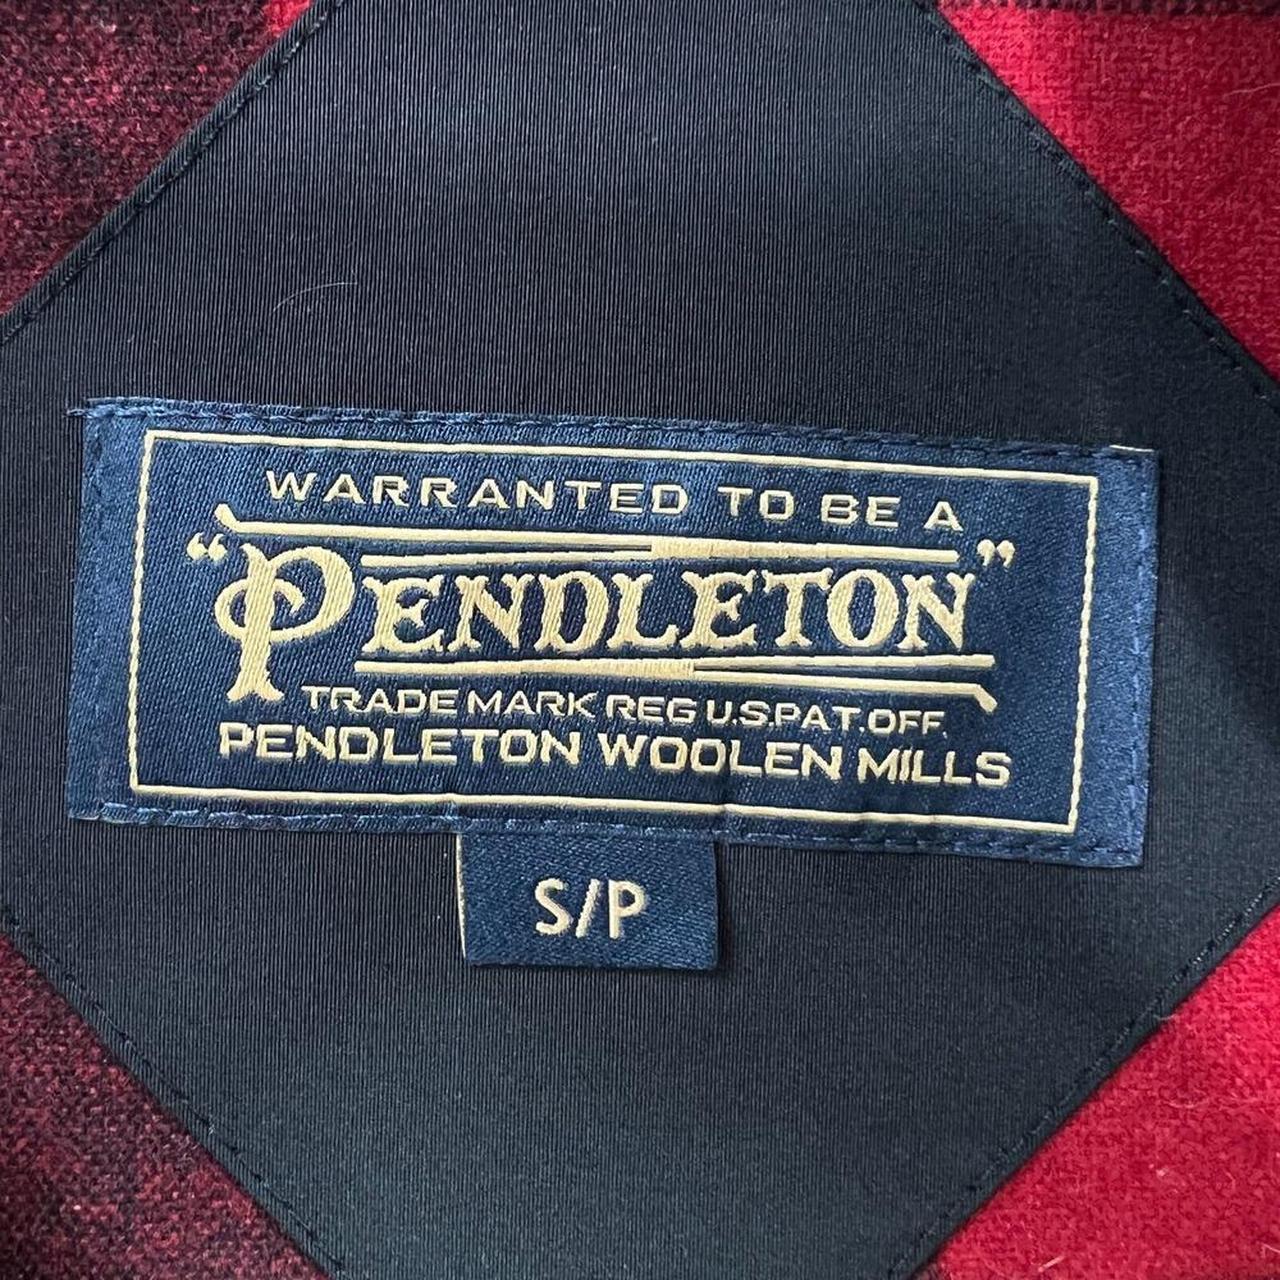 WARRANTED TO BE A
“PENDLETON”
TRADE MARK REG U.S.PAT.OFF.
PENDLETON WOOLEN MILLS
S/P